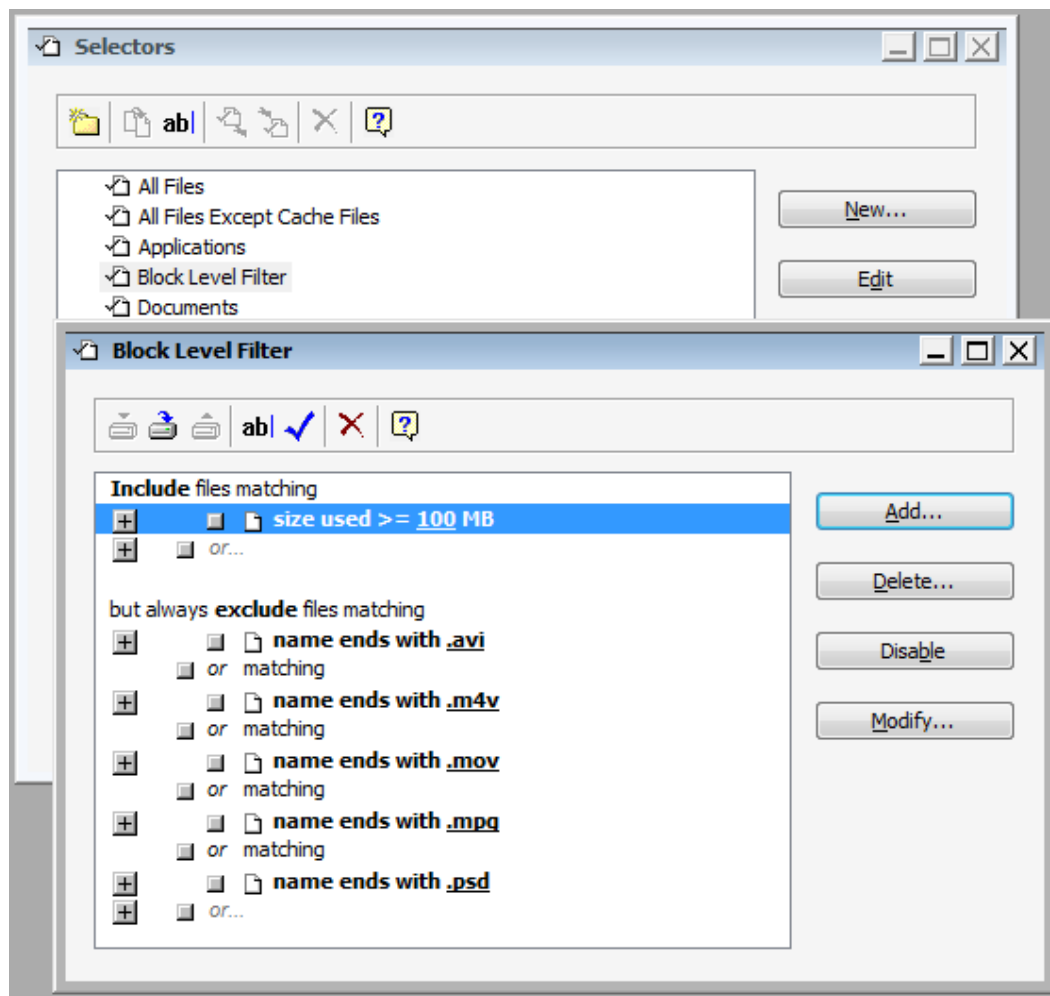 Selectors
ab|
All Files
All Files Except Cache Files
Applications
Block Level Filter
Documents
New...
Edit
Block Level Filter
ab|
Include files matching
size used >= 100 MB
or...
but always exclude files matching
name ends with .avi
or matching
name ends with .m4v
or matching
name ends with .mov
or matching
name ends with .mpg
or matching
name ends with .psd
or...
Add...
Delete...
Disable
Modify...